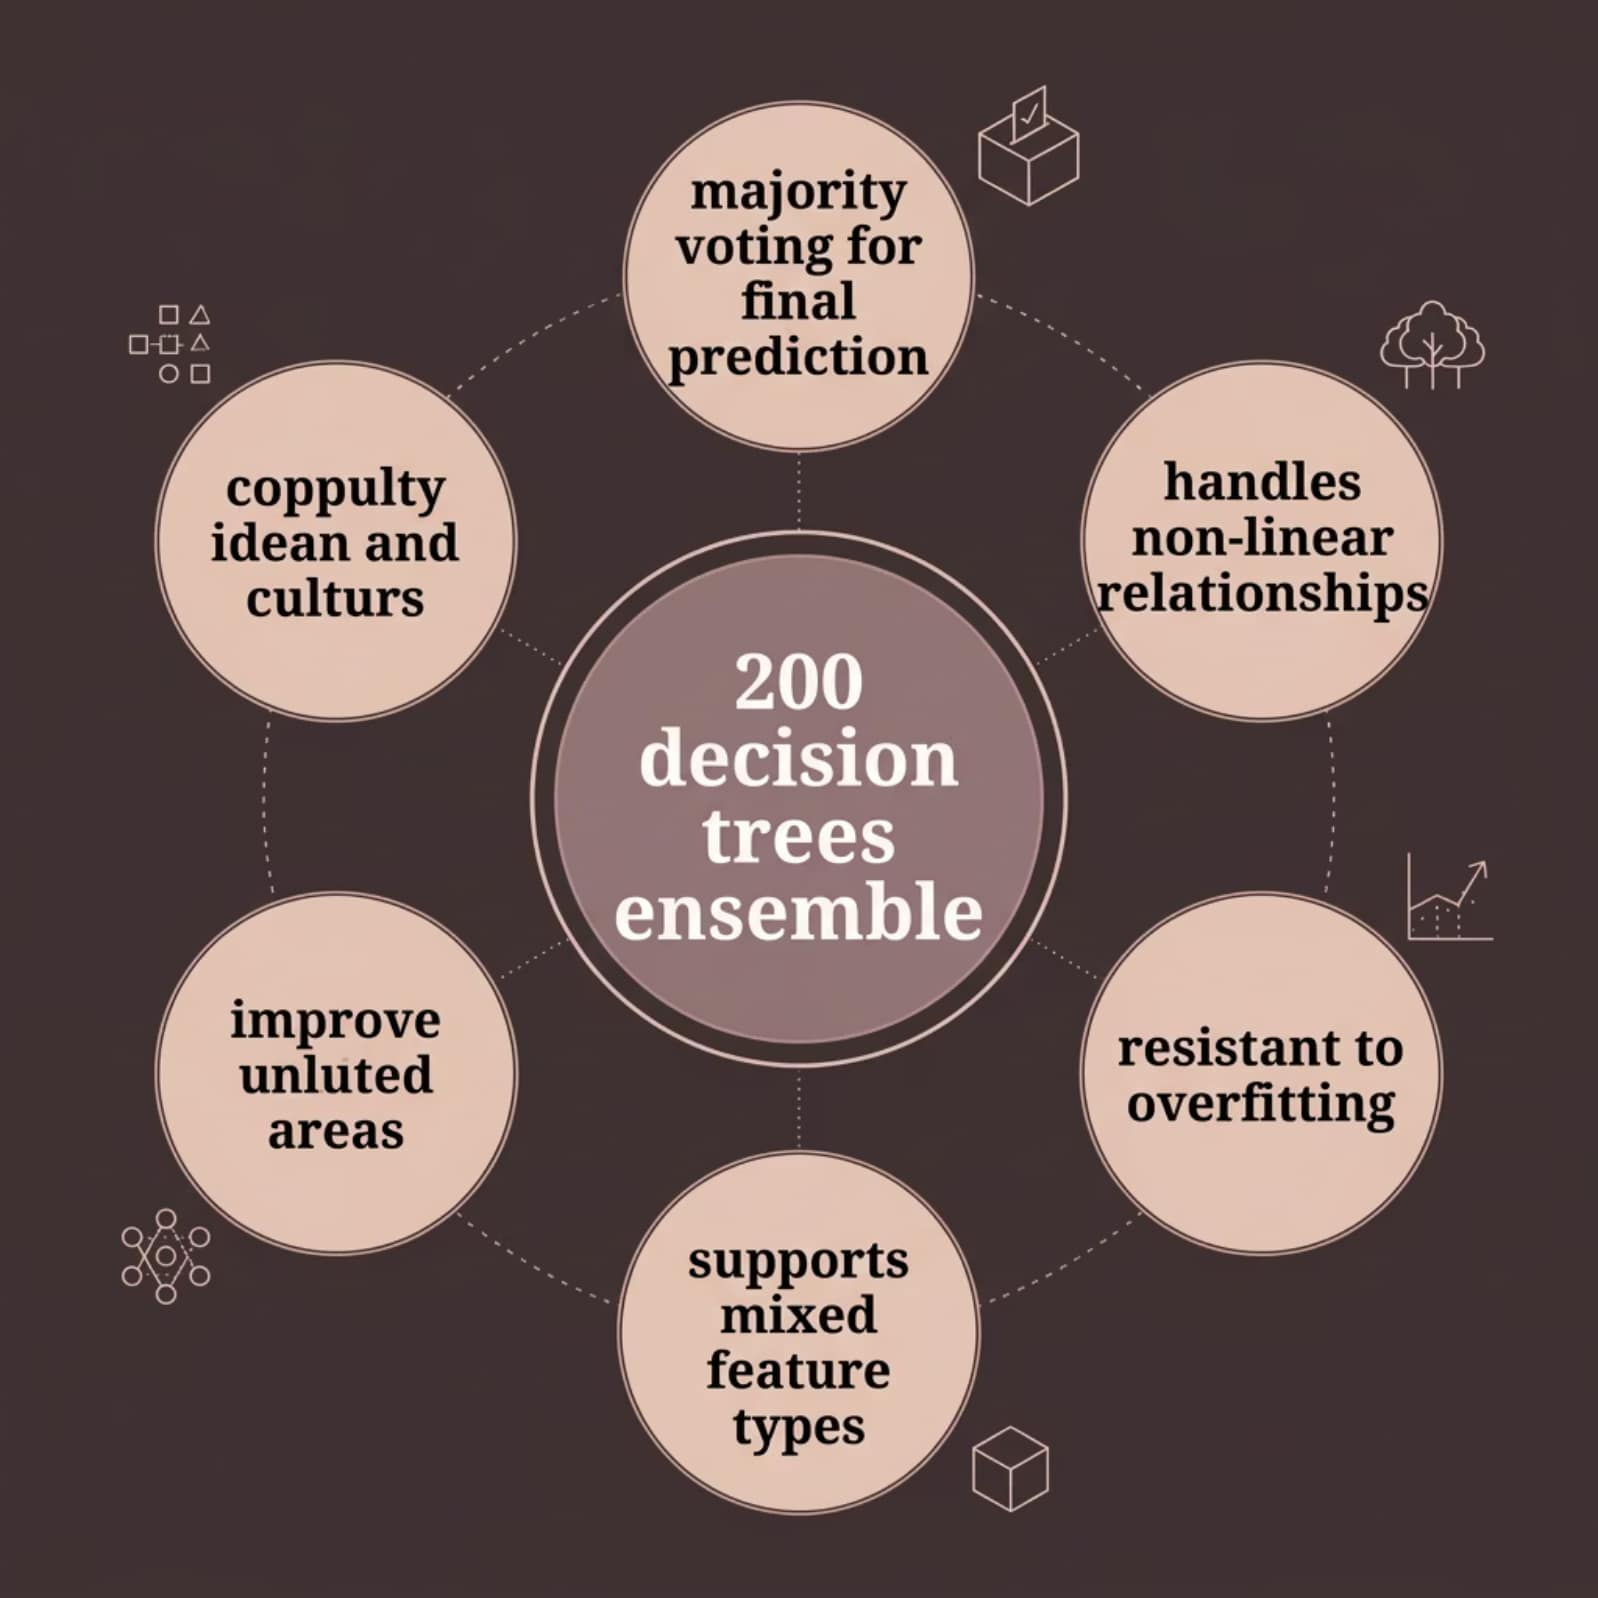 majority
voting for
final
prediction
handles
non-linear
relationships
resistant to
overfitting
supports
mixed
feature
types
improve
unluted
areas
coppulty
idean and
culturs
200
decision
trees
ensemble